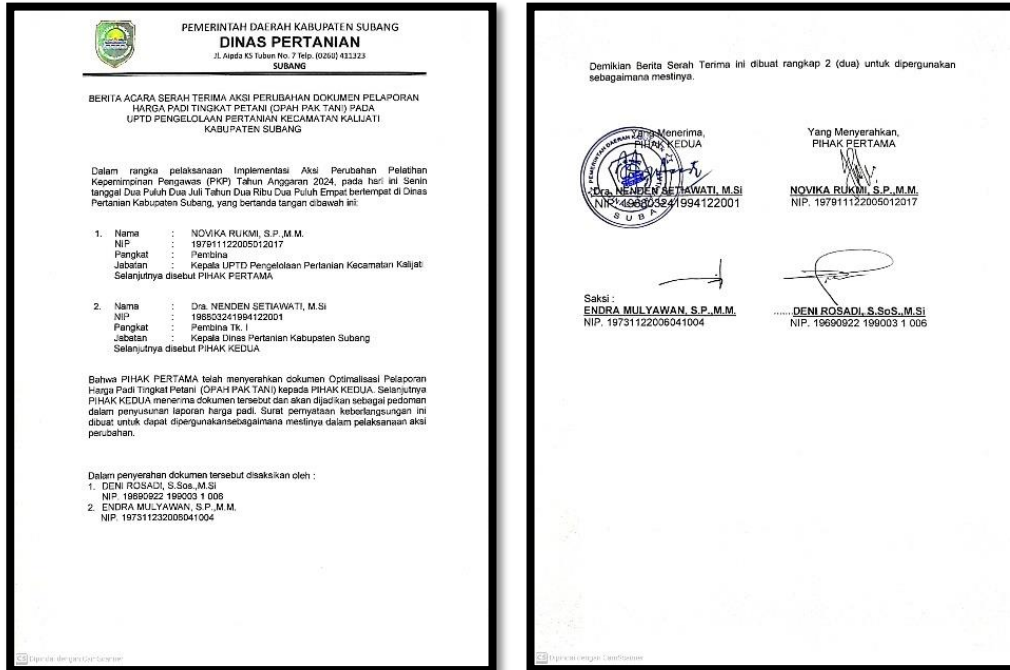 PEMERINTAH DAERAH KABUPATEN SUBANG
DINAS PERTANIAN
Jl. Aipda KS Tubun No. 7 Telp. (0260) 411323
SUBANG
BERITA ACARA SERAH TERIMA AKSI PERUBAHAN DOKUMEN PELAPORAN
HARGA PADI TINGKAT PETANI (OPAH PAK TANI) PADA
UPTD PENGELOLAAN PERTANIAN KECAMATAN KALIJATI
KABUPATEN SUBANG
Dalam rangka pelaksanaan Implementasi Aksi Perubahan Pelatihan
Kepemimpinan Pengawas (PKP) Tahun Anggaran 2024, pada hari ini Senin
tanggal Dua Puluh Dua Juli Tahun Dua Ribu Dua Puluh Empat bertempat di Dinas
Pertanian Kabupaten Subang, yang bertanda tangan dibawah ini:
1. Nama : NOVIKA RUKMI, S.P.,M.M.
NIP : 197911122005012017
Pangkat : Pembina
Jabatan : Kepala UPTD Pengelolaan Pertanian Kecamatan Kalijati
Selanjutnya disebut PIHAK PERTAMA
2. Nama : Dra. NENDEN SETIAWATI, M.Si
NIP : 196803241994122001
Pangkat : Pembina Tk. I
Jabatan : Kepala Dinas Pertanian Kabupaten Subang
Selanjutnya disebut PIHAK KEDUA
Bahwa PIHAK PERTAMA telah menyerahkan dokumen Optimalisasi Pelaporan
Harga Padi Tingkat Petani (OPAH PAK TANI) kepada PIHAK KEDUA. Selanjutnya
PIHAK KEDUA menerima dokumen tersebut dan akan dijadikan sebagai pedoman
dalam penyusunan laporan harga padi. Surat pernyataan keberlangsungan ini
dibuat untuk dapat dipergunakansebagaimana mestinya dalam pelaksanaan aksi
perubahan.
Dalam penyerahan dokumen tersebut disaksikan oleh :
1. DENI ROSADI, S.Sos.,M.Si
NIP. 19690922 199003 1 006
2. ENDRA MULYAWAN, S.P.,M.M.
NIP. 197311232006041004
Dipindai dengan CamScanner
Demikian Berita Serah Terima ini dibuat rangkap 2 (dua) untuk dipergunakan
sebagaimana mestinya.
Yang Menerima,
PIHAK KEDUA
Dra. NENDEN SETIAWATI, M.Si
NIP. 196803241994122001
SUBA
Yang Menyerahkan,
PIHAK PERTAMA
NOVIKA RUKMI, S.P.,M.M.
NIP. 197911122005012017
Saksi :
ENDRA MULYAWAN, S.P.,M.M.
NIP. 19731122006041004
......DENI ROSADI, S.SoS.,M.Si
NIP. 19690922 199003 1 006
Dipindai dengan CamScanner